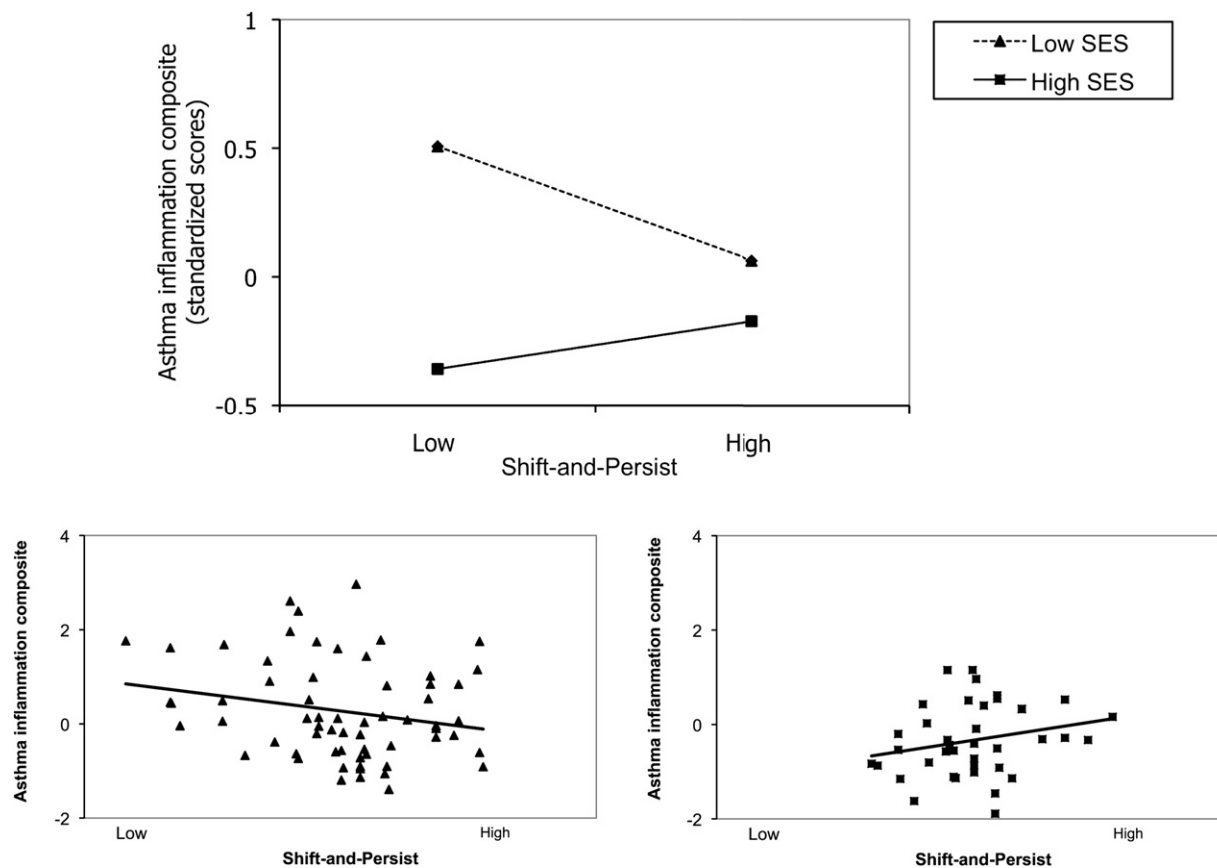 1
0.5
0
-0.5
Asthma inflammation composite
(standardized scores)
Low
High
Shift-and-Persist
Low SES
High SES
4
2
0
-2
Asthma inflammation composite
Low
High
Shift-and-Persist
4
2
0
-2
Asthma inflammation composite
Low
High
Shift-and-Persist